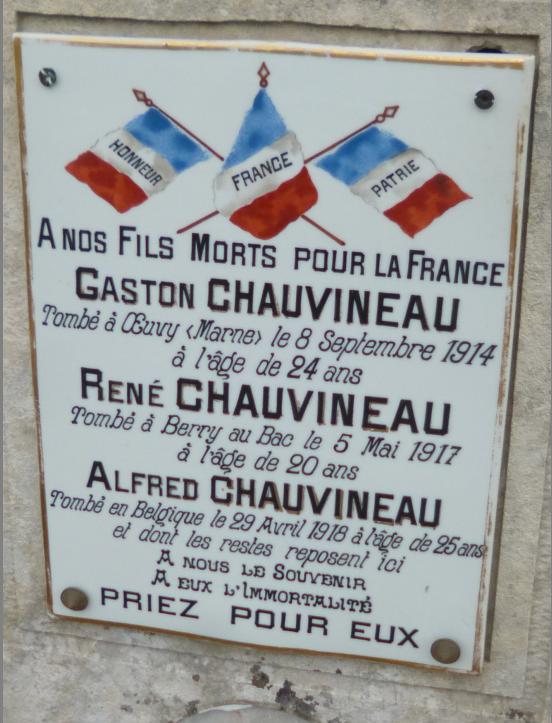 HONNEUR
FRANCE
PATRIE
A NOS FILS MORTS POUR LA FRANCE
GASTON CHAUVINEAU
Tombé à Œuvy <Marne> le 8 Septembre 1914
à l'âge de 24 ans
RENÉ CHAUVINEAU
Tombé à Berry au Bac le 5 Mai 1917
à l'âge de 20 ans
ALFRED CHAUVINEAU
Tombé en Belgique le 29 Avril 1918 à l'âge de 25 ans
et dont les restes reposent ici
A NOUS LE SOUVENIR
A EUX L'IMMORTALITÉ
PRIEZ POUR EUX